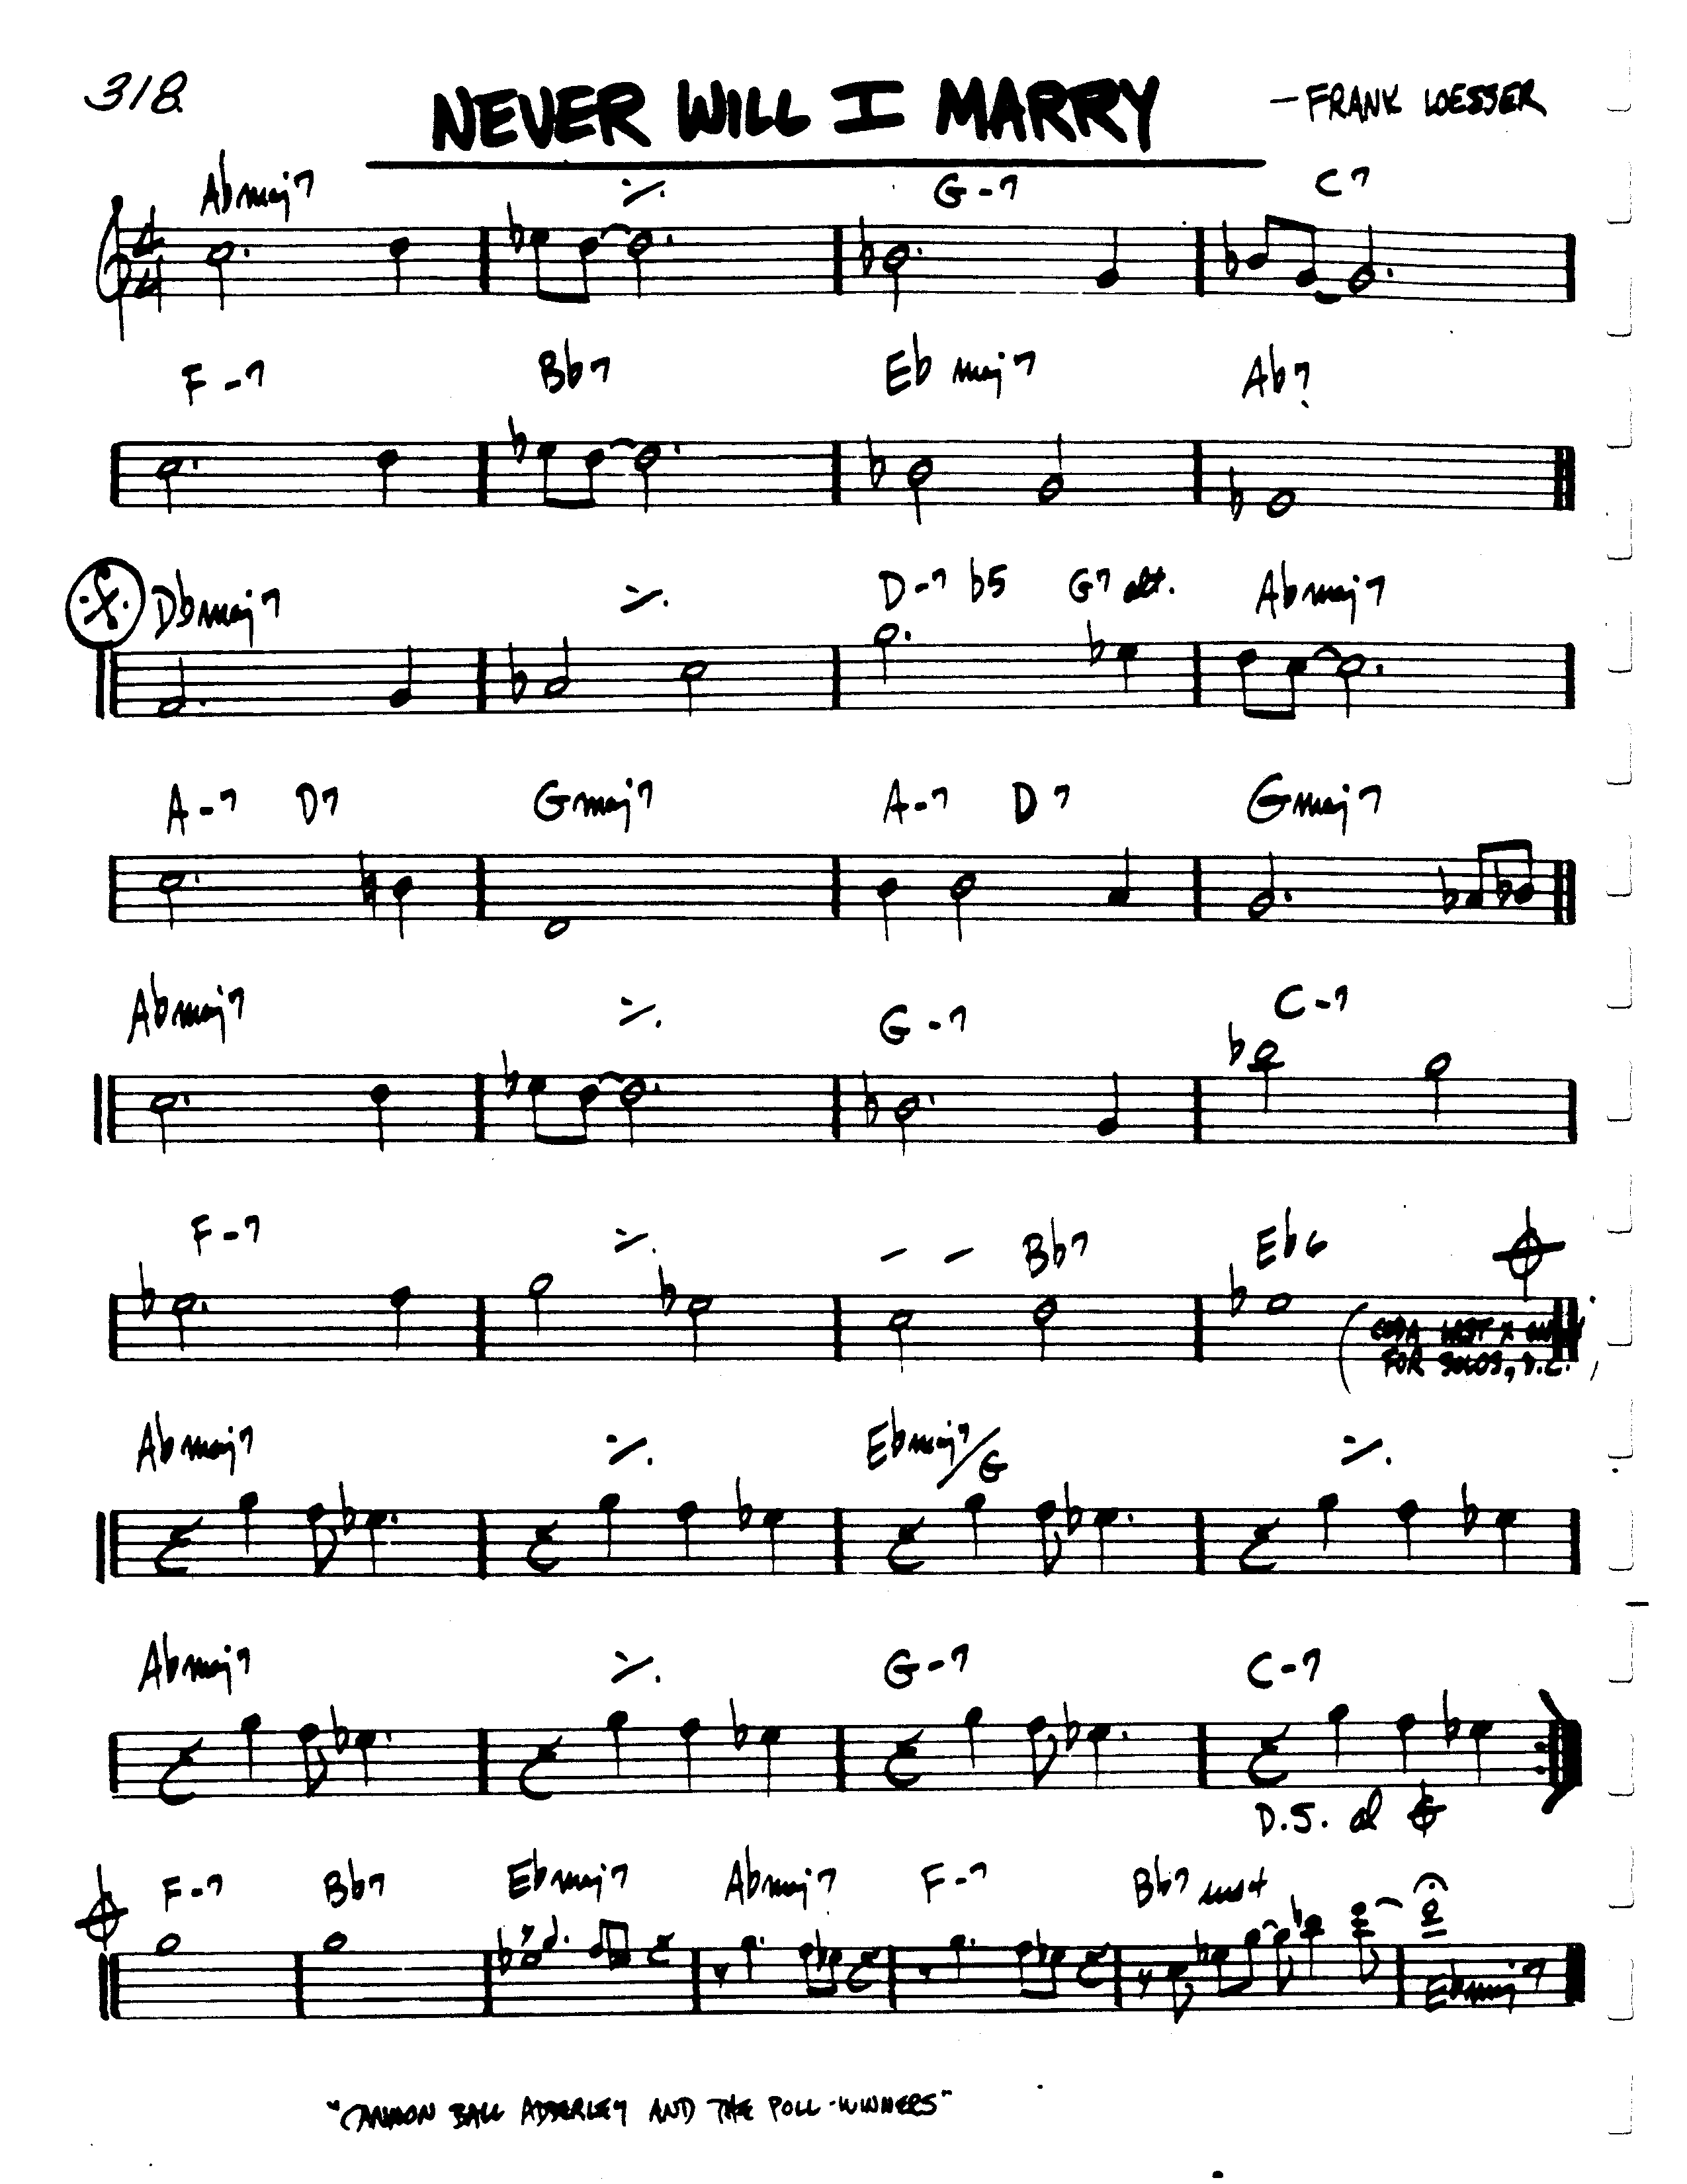 318.
NEVER WILL I MARRY
— FRANK LOESSER
Abmaj7 G-7 C7
F-7 Bb7 Eb maj7 Ab7
Dbmaj7 D-7 b5 G7 alt. Abmaj7
A-7 D7 Gmaj7 A-7 D7 Gmaj7
Abmaj7 G-7 C-7
F-7 Bb7 Eb6
(CODA LAST X ONLY
FOR SOLOS, D.C.)
Abmaj7 Ebmaj7/G
Abmaj7 G-7 C-7
D.S. al
F-7 Bb7 Ebmaj7 Abmaj7 F-7 Bb7 sus4
Ebmaj7
"CANNON BALL ADDERLEY AND THE POLL-WINNERS"